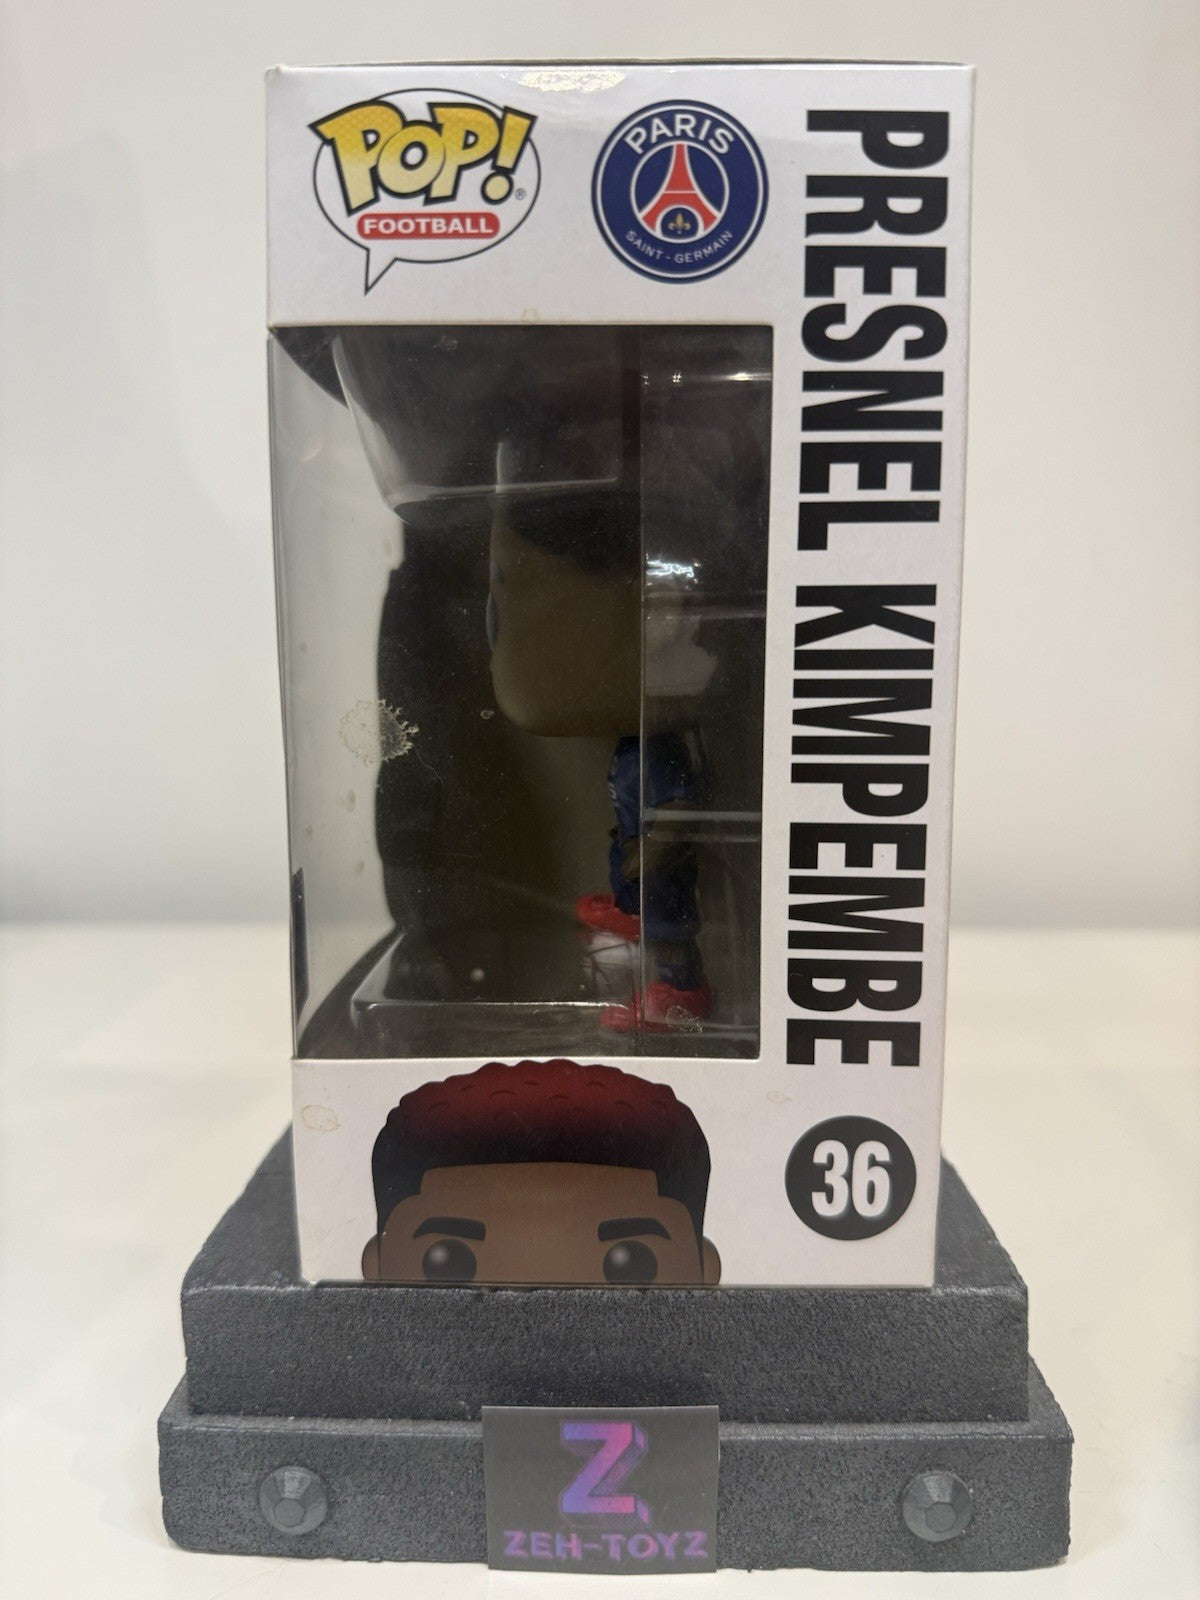 POP!®
FOOTBALL
PARIS
SAINT-GERMAIN
PRESNEL KIMPEMBE
36
Z
ZEH-TOYZ